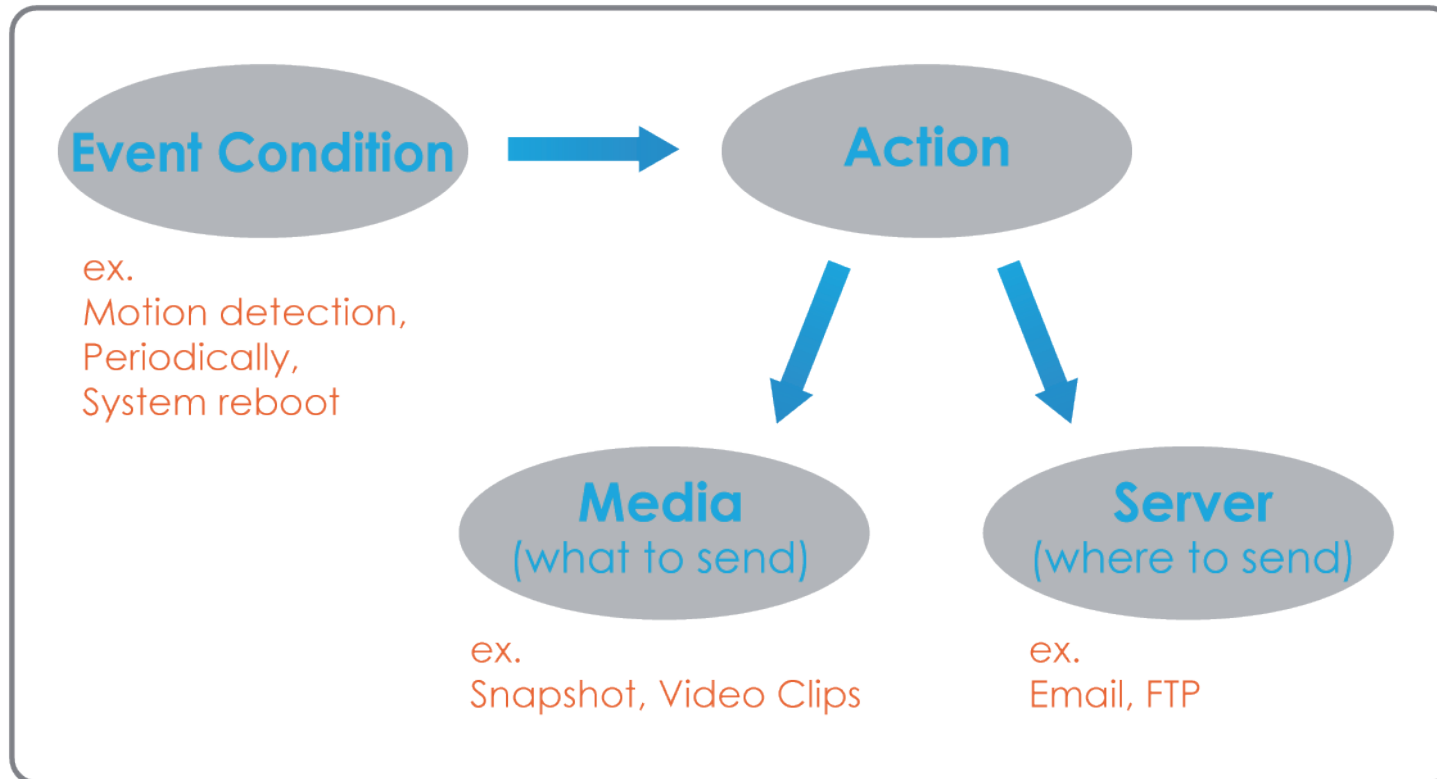 Event Condition
Action
ex.
Motion detection,
Periodically,
System reboot
Media
(what to send)
Server
(where to send)
ex.
Snapshot, Video Clips
ex.
Email, FTP